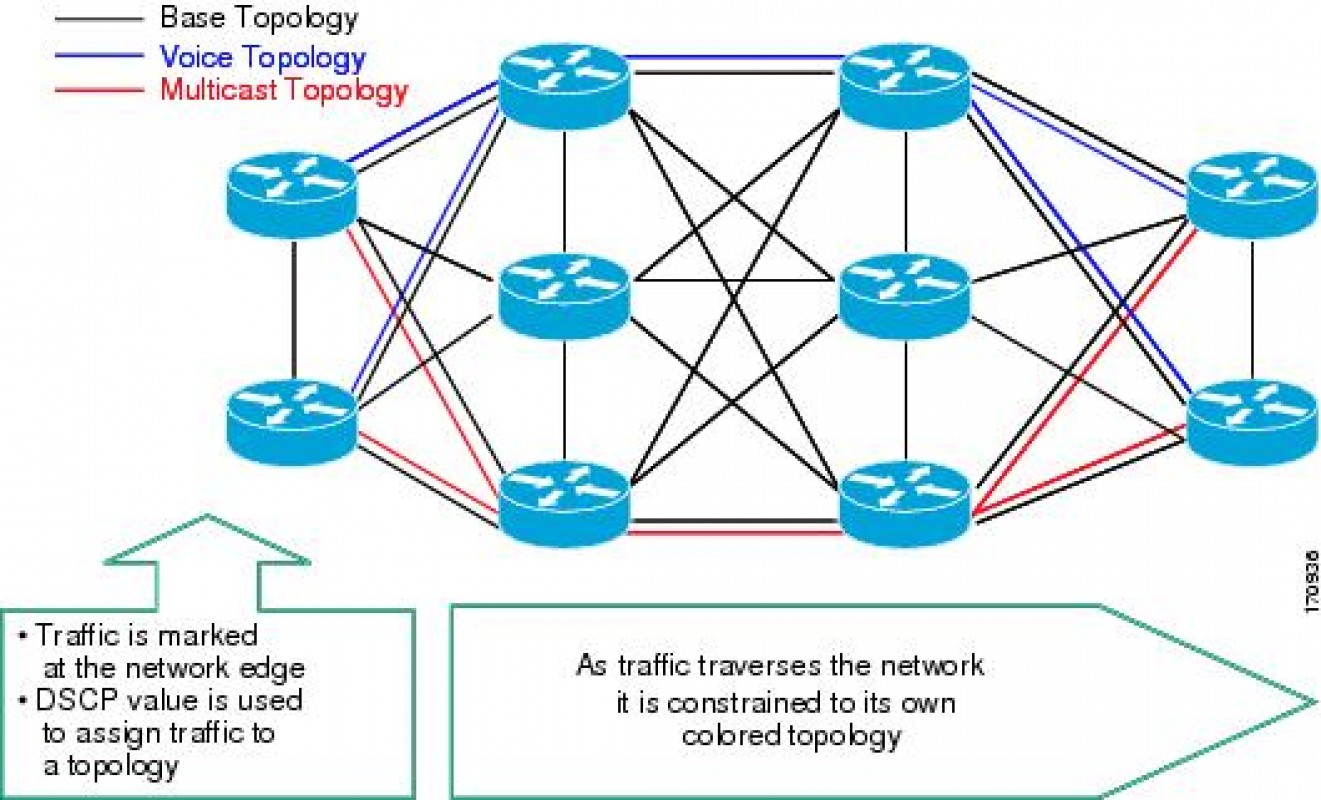 Base Topology
Voice Topology
Multicast Topology
170936
• Traffic is marked
at the network edge
• DSCP value is used
to assign traffic to
a topology
As traffic traverses the network
it is constrained to its own
colored topology